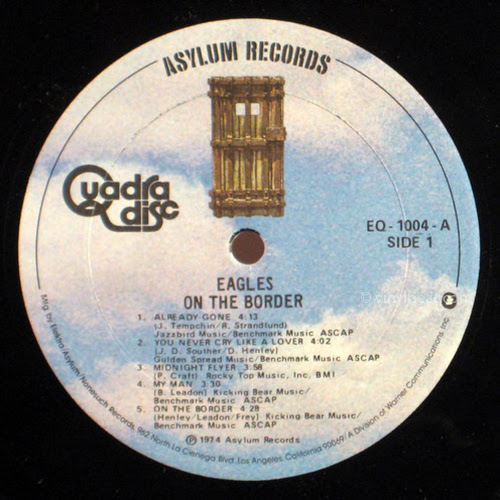 ASYLUM RECORDS
Quadra
disc
EQ - 1004 - A
SIDE 1
EAGLES
ON THE BORDER
1. ALREADY GONE 4:13
(J. Tempchin/R. Strandlund)
Jazzbird Music/Benchmark Music ASCAP
2. YOU NEVER CRY LIKE A LOVER 4:02
(J. D. Souther/D. Henley)
Golden Spread Music/Benchmark Music ASCAP
3. MIDNIGHT FLYER 3:58
(P. Craft) Rocky Top Music, Inc, BMI
4. MY MAN 3:30
(B. Leadon) Kicking Bear Music/
Benchmark Music ASCAP
5. ON THE BORDER 4:28
(Henley/Leadon/Frey) Kicking Bear Music/
Benchmark Music ASCAP
℗ 1974 Asylum Records
Mfg. by Elektra/Asylum/Nonesuch Records, 962 North La Cienega Blvd., Los Angeles, California 90069/A Division of Warner Communications Inc.